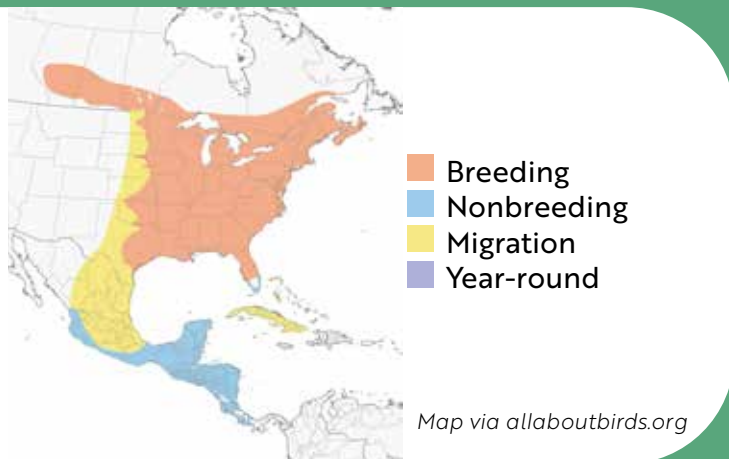 Breeding
Nonbreeding
Migration
Year-round
Map via allaboutbirds.org